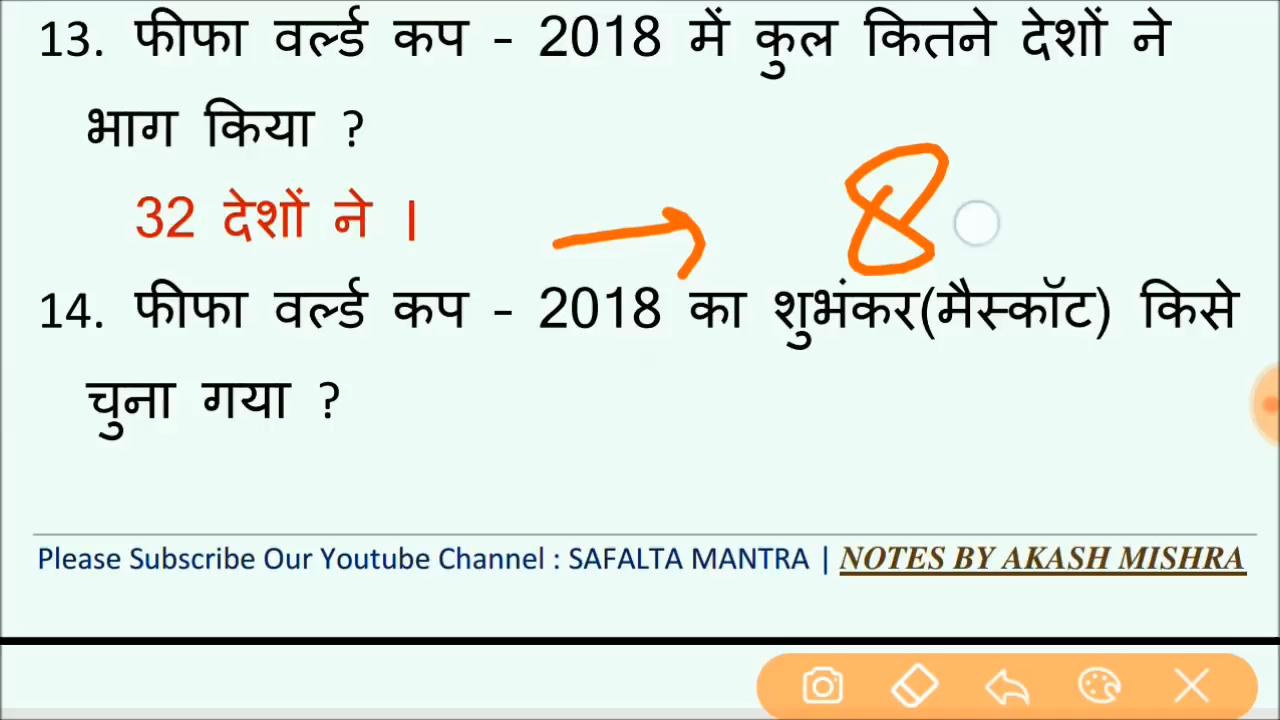 13. फीफा वर्ल्ड कप - 2018 में कुल कितने देशों ने
भाग किया ?
32 देशों ने ।
→ 8
14. फीफा वर्ल्ड कप - 2018 का शुभंकर(मैस्कॉट) किसे
चुना गया ?
Please Subscribe Our Youtube Channel : SAFALTA MANTRA | NOTES BY AKASH MISHRA